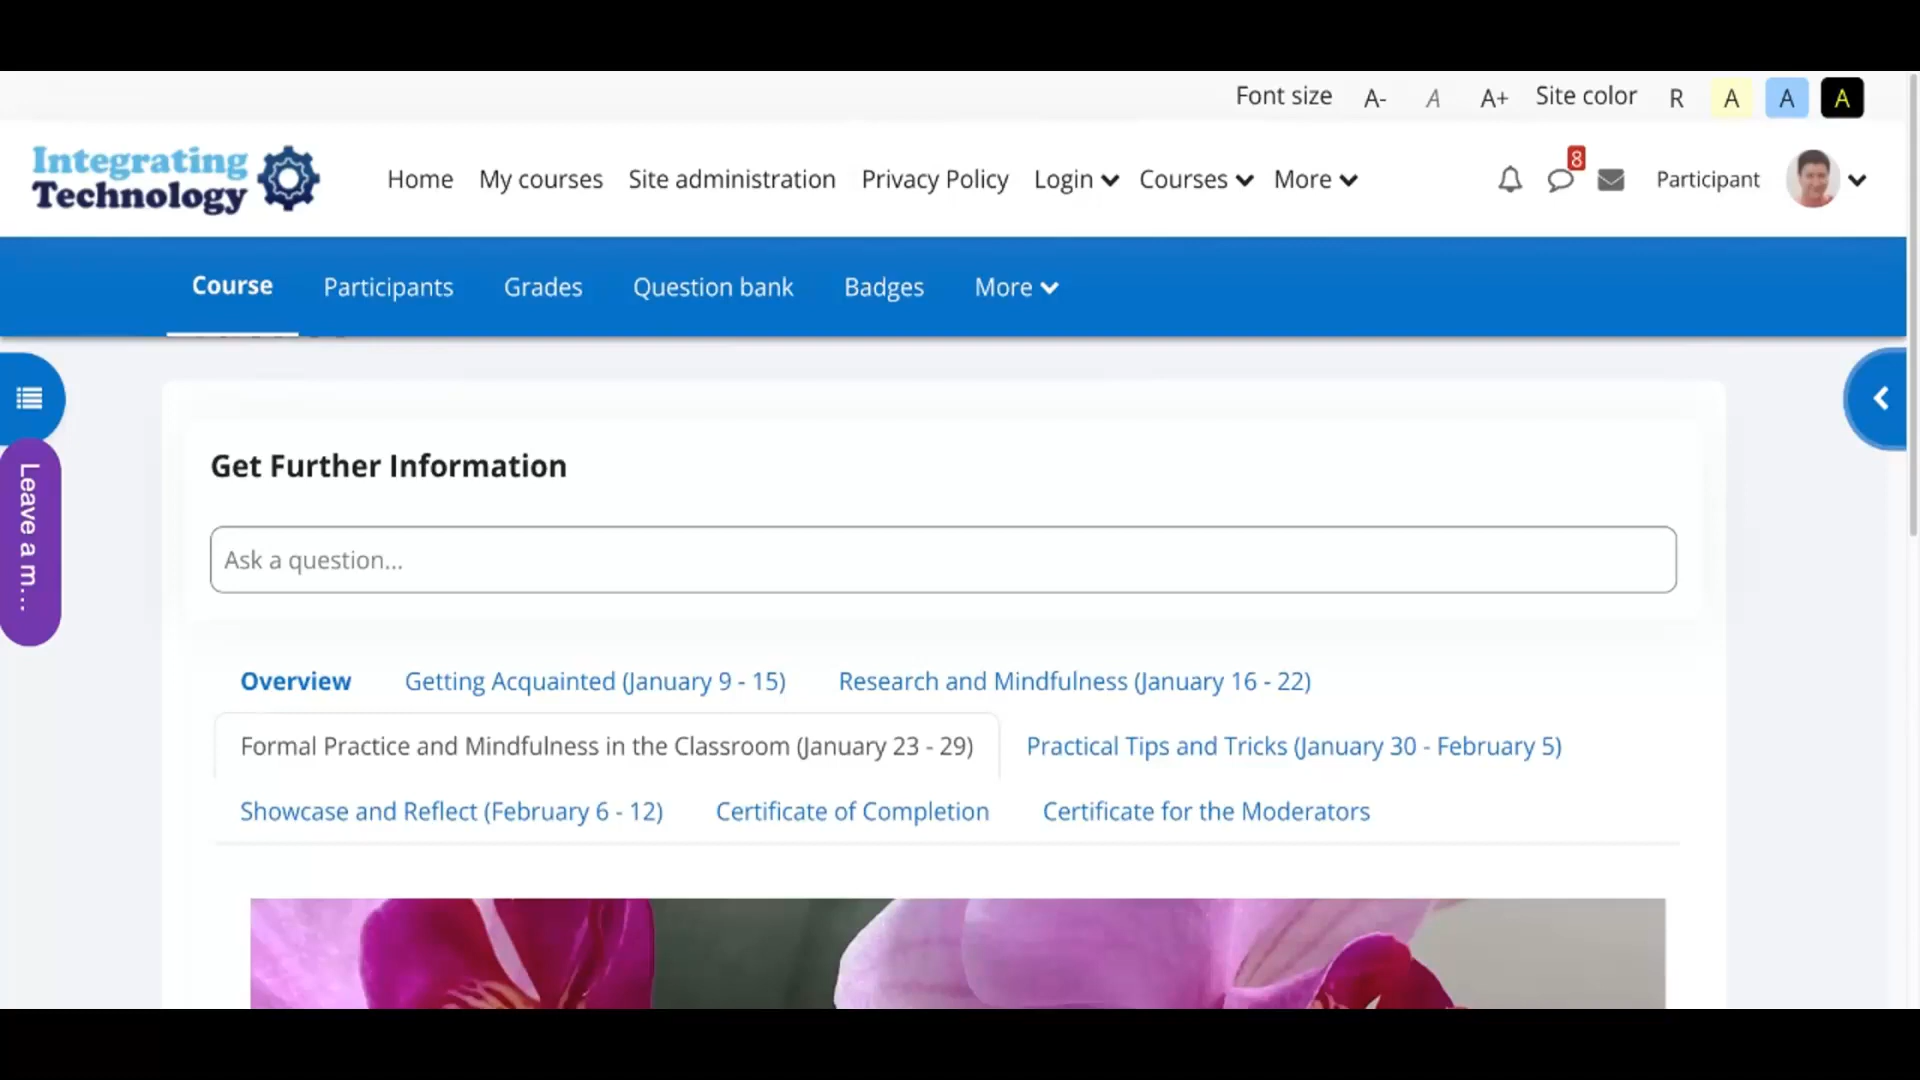 Font size A- A A+ Site color R A A A
Integrating
Technology
Home My courses Site administration Privacy Policy Login Courses More 8 Participant
Course Participants Grades Question bank Badges More
Leave a m...
Get Further Information
Ask a question...
Overview Getting Acquainted (January 9 - 15) Research and Mindfulness (January 16 - 22)
Formal Practice and Mindfulness in the Classroom (January 23 - 29) Practical Tips and Tricks (January 30 - February 5)
Showcase and Reflect (February 6 - 12) Certificate of Completion Certificate for the Moderators